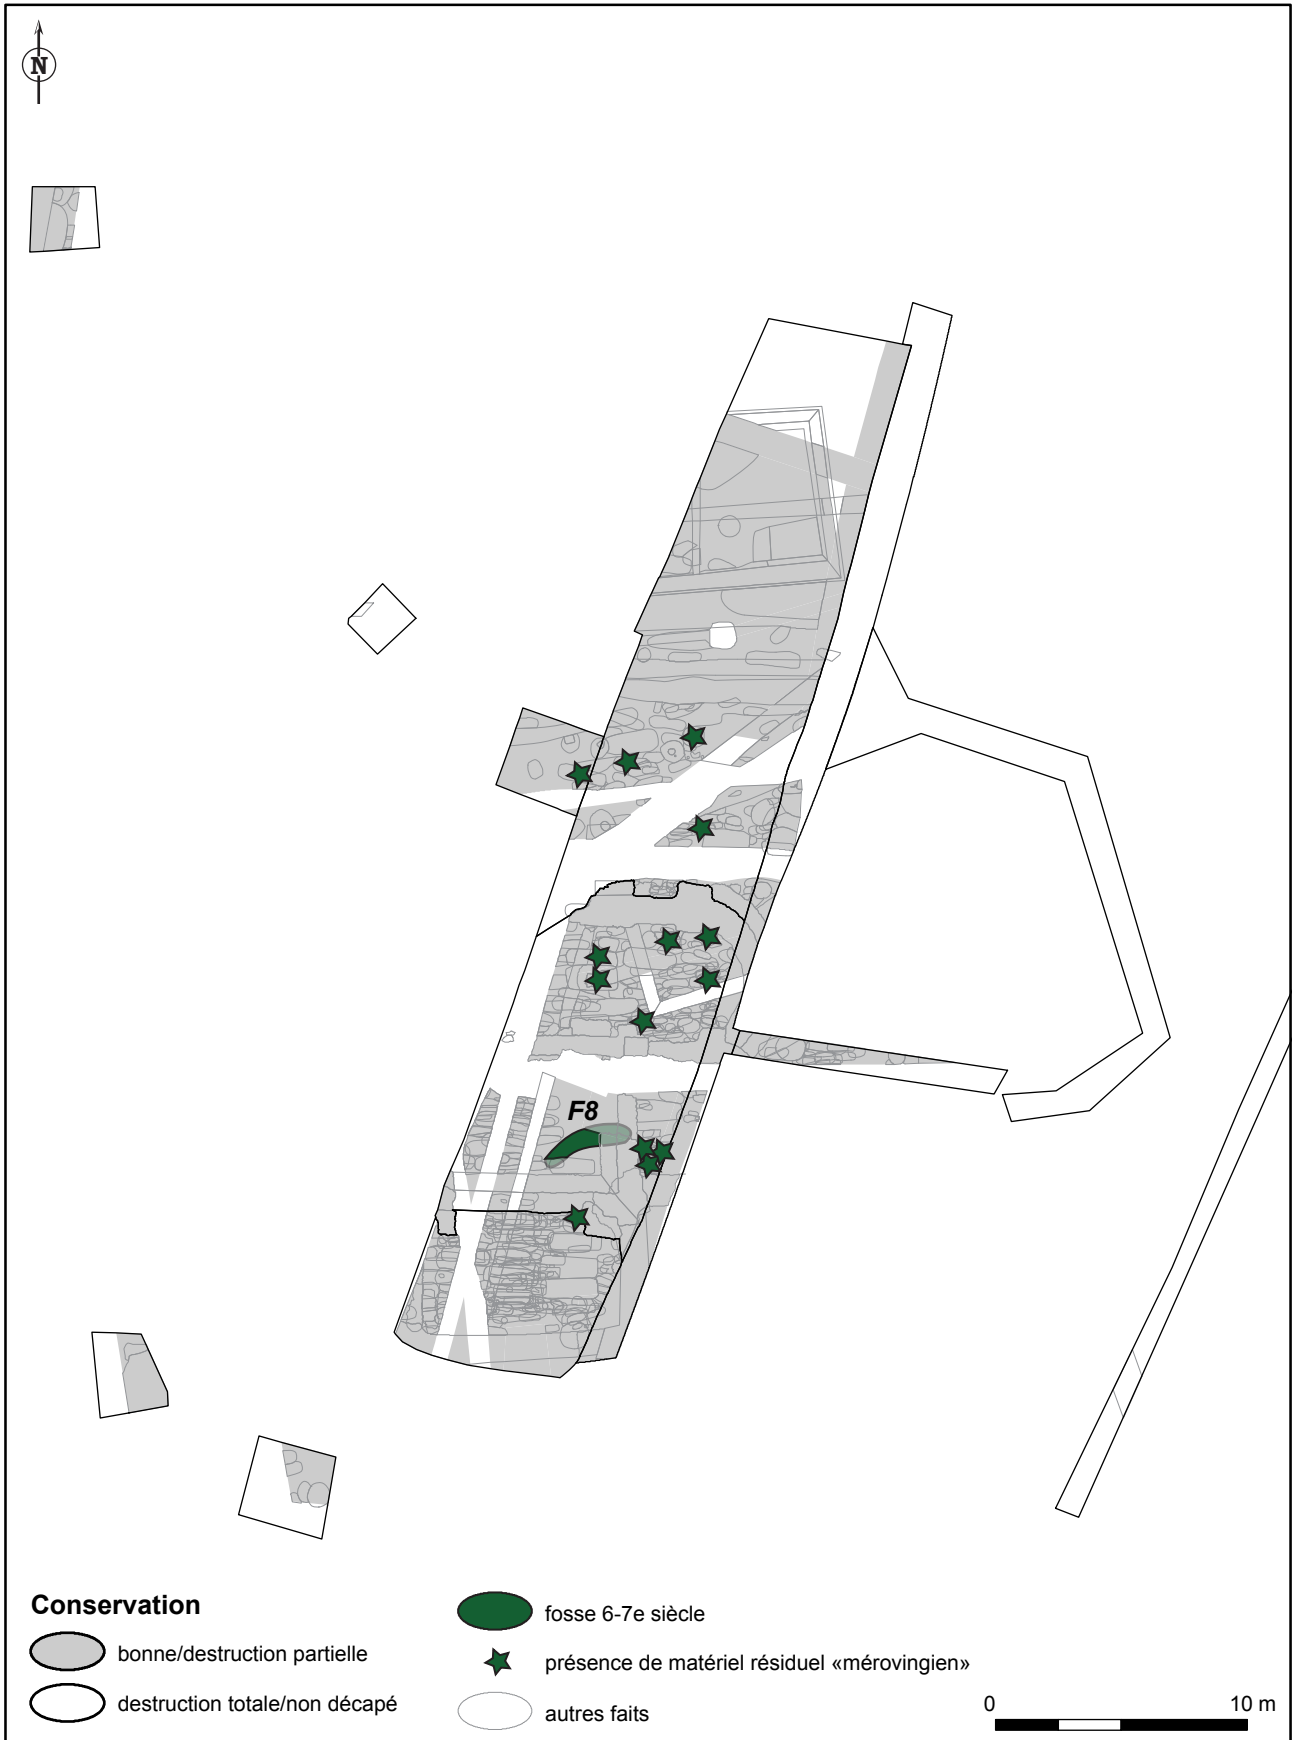 N
F8
Conservation
bonne/destruction partielle
destruction totale/non décapé
fosse 6-7e siècle
présence de matériel résiduel «mérovingien»
autres faits
0 10 m